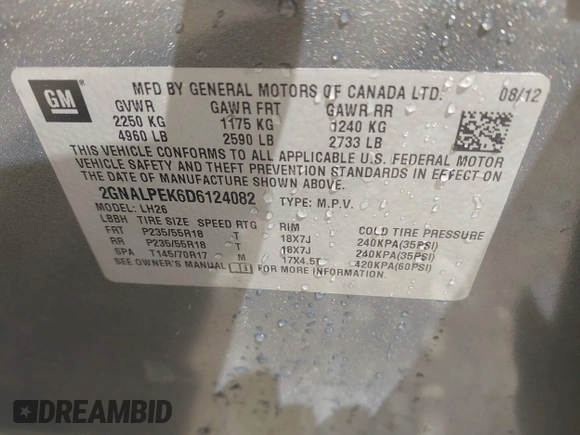 GM
MFD BY GENERAL MOTORS OF CANADA LTD. 08/12
GVWR GAWR FRT GAWR RR
2250 KG 1175 KG 1240 KG
4960 LB 2590 LB 2733 LB
THIS VEHICLE CONFORMS TO ALL APPLICABLE U.S. FEDERAL MOTOR
VEHICLE SAFETY AND THEFT PREVENTION STANDARDS IN EFFECT ON
THE DATE OF MANUFACTURE SHOWN ABOVE.
2GNALPEK6D6124082 TYPE: M.P.V.
MODEL: LH26
LBBH TIRE SIZE SPEED RTG RIM COLD TIRE PRESSURE
FRT P235/55R18 T 18X7J 240KPA(35PSI)
RR P235/55R18 T 18X7J 240KPA(35PSI)
SPA T145/70R17 M 17X4.5T 420KPA(60PSI)
SEE OWNER'S MANUAL
DREAMBID